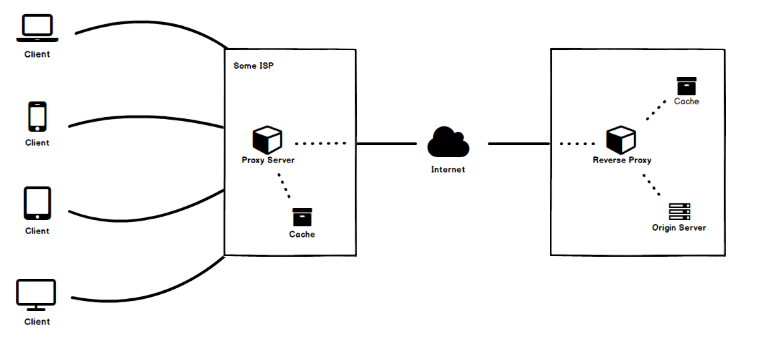 Client
Client
Client
Client
Some ISP
Proxy Server
Cache
Internet
Cache
Reverse Proxy
Origin Server